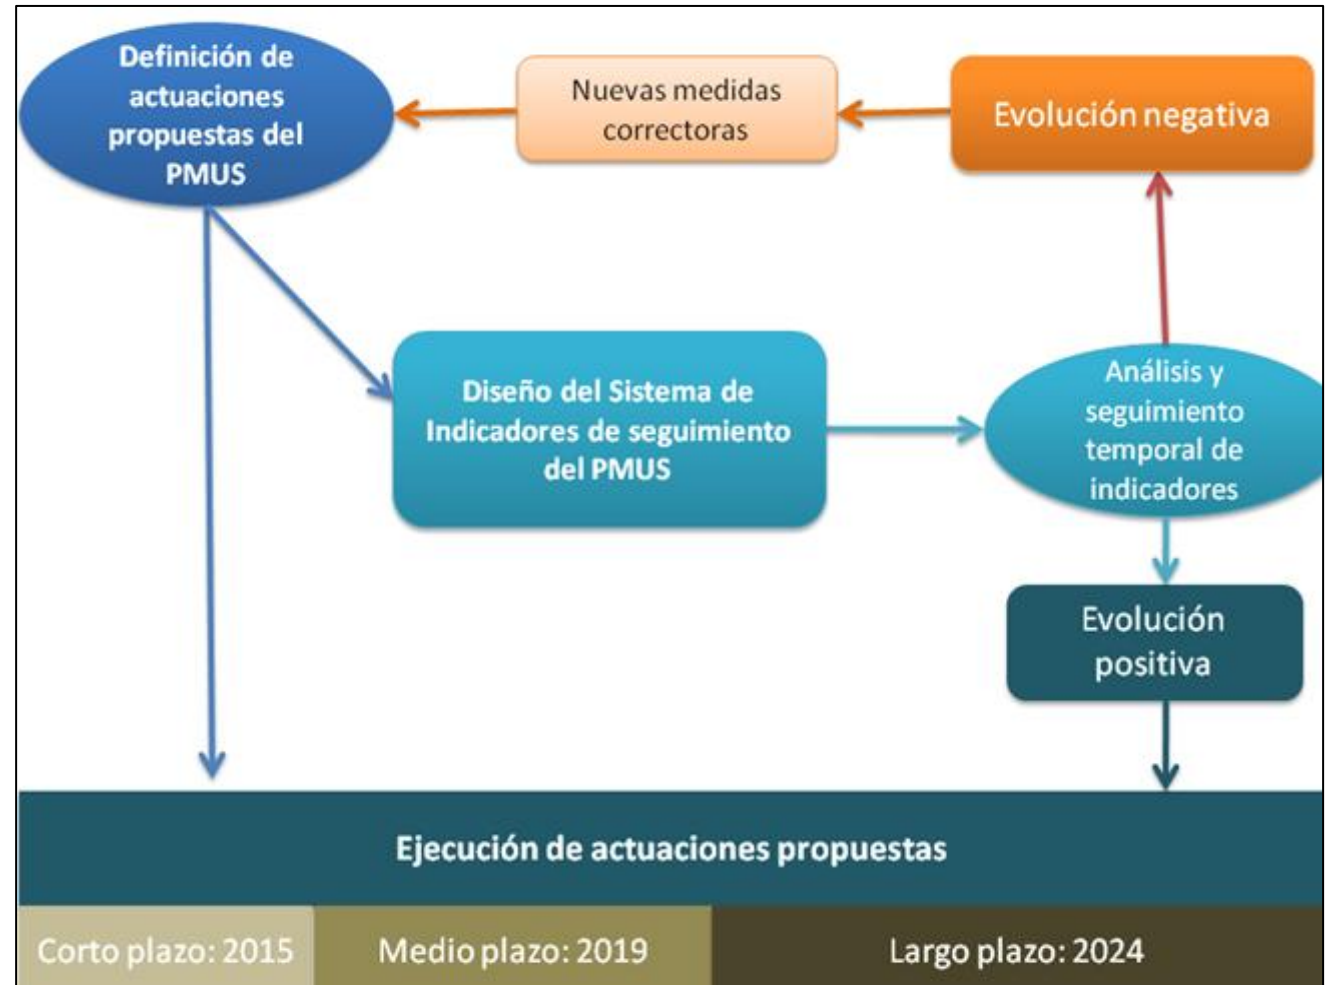 Definición de
actuaciones
propuestas del
PMUS
Nuevas medidas
correctoras
Evolución negativa
Diseño del Sistema de
Indicadores de seguimiento
del PMUS
Análisis y
seguimiento
temporal de
indicadores
Evolución
positiva
Ejecución de actuaciones propuestas
Corto plazo: 2015
Medio plazo: 2019
Largo plazo: 2024